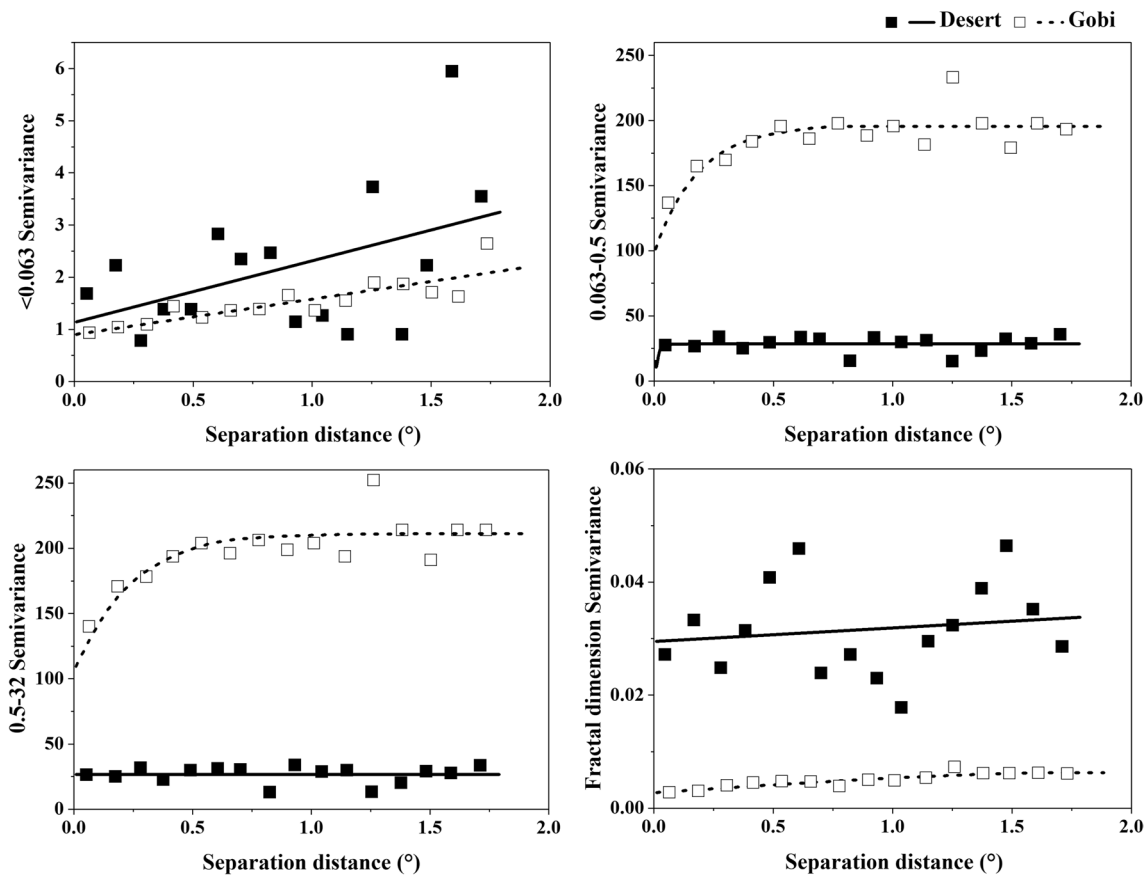 Desert Gobi
<0.063 Semivariance
6
5
4
3
2
1
0
0.0 0.5 1.0 1.5 2.0
Separation distance (°)
0.063-0.5 Semivariance
250
200
150
100
50
0
0.0 0.5 1.0 1.5 2.0
Separation distance (°)
0.5-32 Semivariance
250
200
150
100
50
0
0.0 0.5 1.0 1.5 2.0
Separation distance (°)
Fractal dimension Semivariance
0.06
0.04
0.02
0.00
0.0 0.5 1.0 1.5 2.0
Separation distance (°)